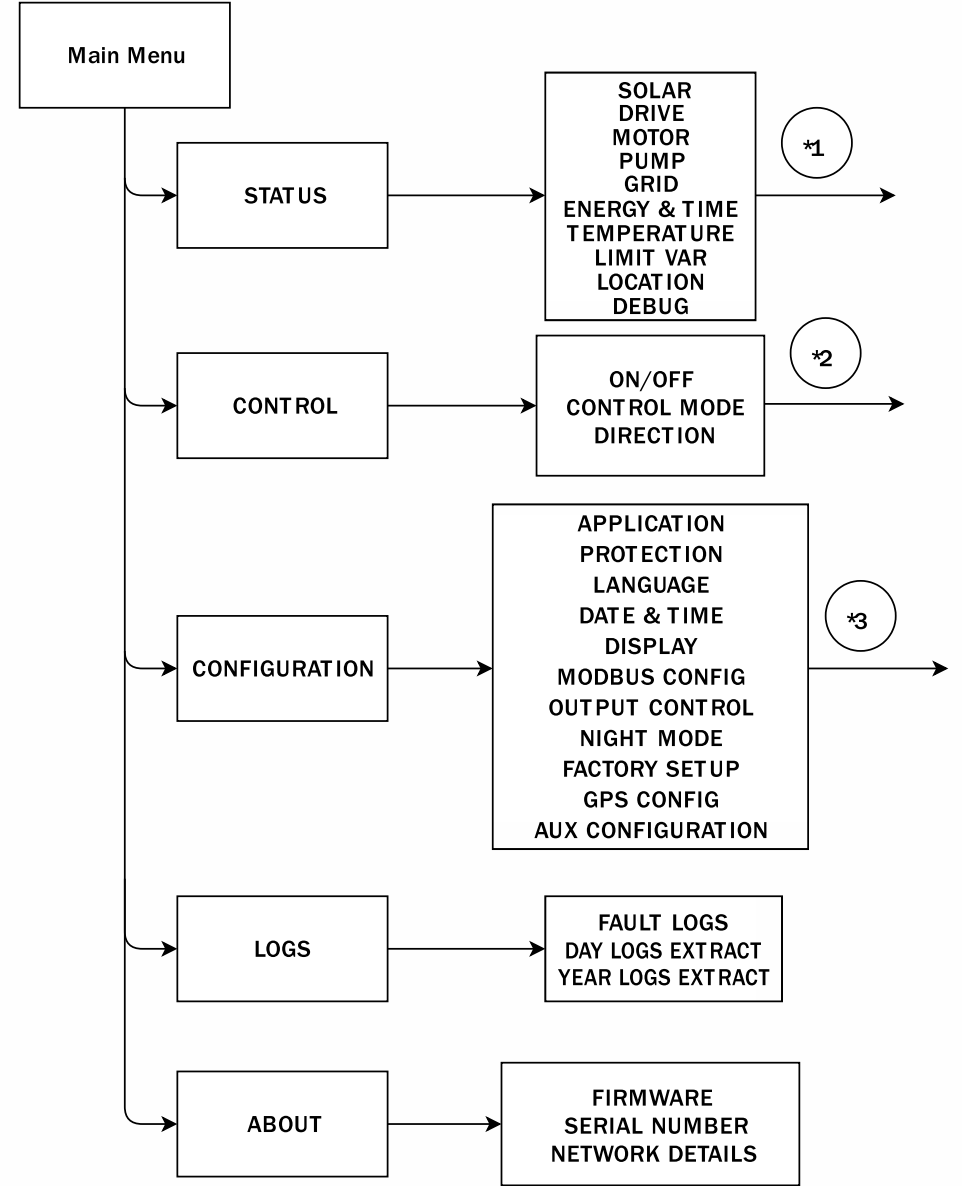 Main Menu
STATUS
SOLAR
DRIVE
MOTOR
PUMP
GRID
ENERGY & TIME
TEMPERATURE
LIMIT VAR
LOCATION
DEBUG
*1
CONTROL
ON/OFF
CONTROL MODE
DIRECTION
*2
CONFIGURATION
APPLICATION
PROTECTION
LANGUAGE
DATE & TIME
DISPLAY
MODBUS CONFIG
OUTPUT CONTROL
NIGHT MODE
FACTORY SETUP
GPS CONFIG
AUX CONFIGURATION
*3
LOGS
FAULT LOGS
DAY LOGS EXTRACT
YEAR LOGS EXTRACT
ABOUT
FIRMWARE
SERIAL NUMBER
NETWORK DETAILS